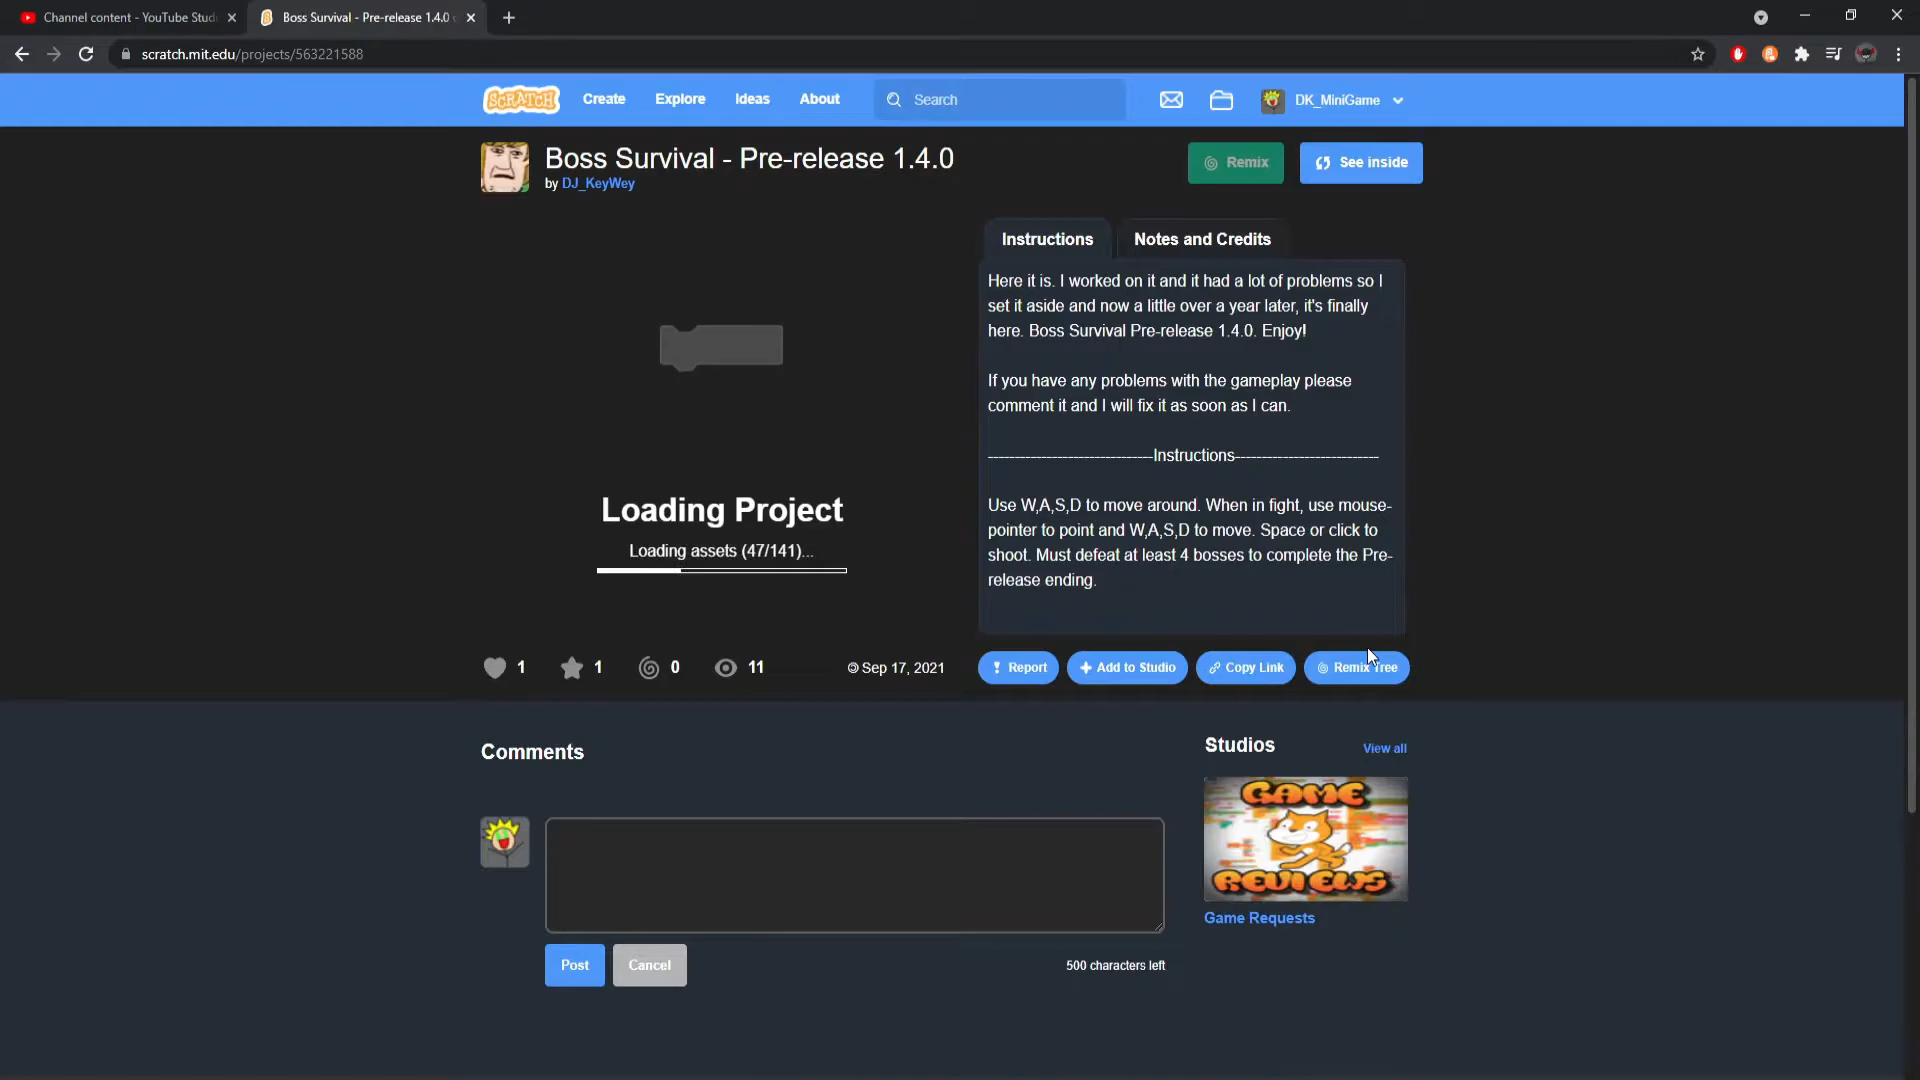 Channel content - YouTube Stud
Boss Survival - Pre-release 1.4.0
scratch.mit.edu/projects/563221588
SCRATCH
Create
Explore
Ideas
About
Search
DK_MiniGame
Boss Survival - Pre-release 1.4.0
by DJ_KeyWey
Remix
See inside
Instructions
Notes and Credits
Here it is. I worked on it and it had a lot of problems so I
set it aside and now a little over a year later, it's finally
here. Boss Survival Pre-release 1.4.0. Enjoy!
If you have any problems with the gameplay please
comment it and I will fix it as soon as I can.
-------------------------------Instructions---------------------------
Use W,A,S,D to move around. When in fight, use mouse-
pointer to point and W,A,S,D to move. Space or click to
shoot. Must defeat at least 4 bosses to complete the Pre-
release ending.
Loading Project
Loading assets (47/141)...
1
1
0
11
© Sep 17, 2021
Report
Add to Studio
Copy Link
Remix Tree
Comments
Studios
View all
GAME
REVIEWS
Game Requests
Post
Cancel
500 characters left